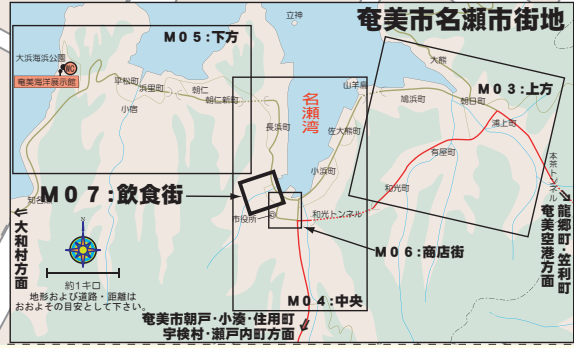 奄美市名瀬市街地
立神
M05:下方
大浜海浜公園
WC
奄美海洋展示館
平松町
浜里町
小宿
朝仁
朝仁新町
長浜町
名瀬湾
山羊島
佐大熊町
小浜町
大熊
鳩浜町
M03:上方
朝日町
浦上町
有屋町
和光町
本茶トンネル
龍郷町・笠利町
奄美空港方面
知名瀬
M07:飲食街
市役所
和光トンネル
M06:商店街
大和村方面
N
約1キロ
地形および道路・距離は
おおよその目安として下さい。
M04:中央
奄美市朝戸・小湊・住用町
宇検村・瀬戸内町方面